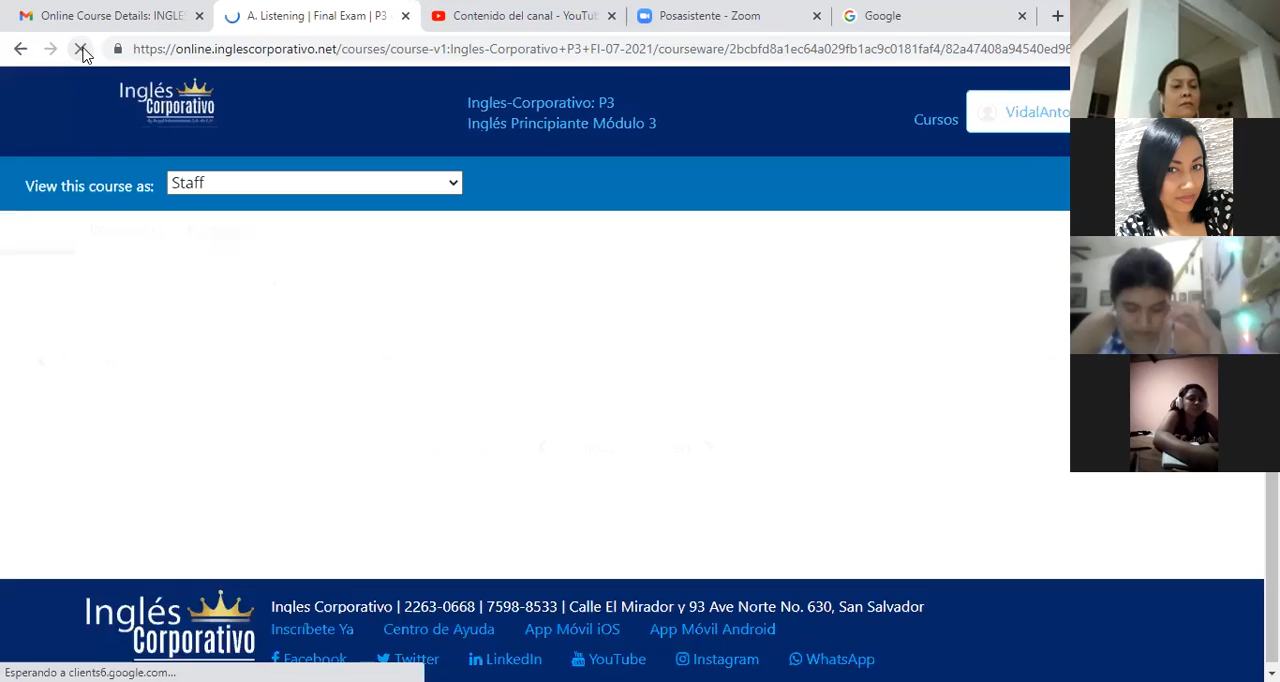 Online Course Details: INGLE
A. Listening | Final Exam | P3
Contenido del canal - YouTub
Posasistente - Zoom
Google
https://online.inglescorporativo.net/courses/course-v1:Ingles-Corporativo+P3+FI-07-2021/courseware/2bcbfd8a1ec64a029fb1ac9c0181faf4/82a47408a94540ed96
Inglés
Corporativo
Ingles-Corporativo: P3
Inglés Principiante Módulo 3
Cursos
VidalAnto
View this course as:
Staff
Inglés
Corporativo
Ingles Corporativo | 2263-0668 | 7598-8533 | Calle El Mirador y 93 Ave Norte No. 630, San Salvador
Inscríbete Ya
Centro de Ayuda
App Móvil iOS
App Móvil Android
Facebook
Twitter
LinkedIn
YouTube
Instagram
WhatsApp
Esperando a clients6.google.com...